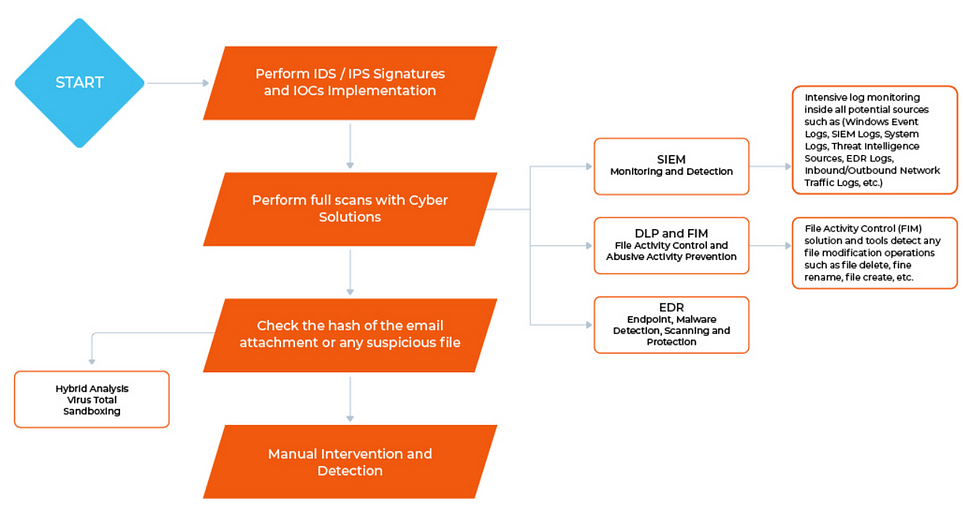 START
Perform IDS / IPS Signatures
and IOCs Implementation
Perform full scans with Cyber
Solutions
SIEM
Monitoring and Detection
Intensive log monitoring
inside all potential sources
such as (Windows Event
Logs, SIEM Logs, System
Logs, Threat Intelligence
Sources, EDR Logs,
Inbound/Outbound Network
Traffic Logs, etc.)
DLP and FIM
File Activity Control and
Abusive Activity Prevention
File Activity Control (FIM)
solution and tools detect any
file modification operations
such as file delete, fine
rename, file create, etc.
EDR
Endpoint, Malware
Detection, Scanning and
Protection
Check the hash of the email
attachment or any suspicious file
Hybrid Analysis
Virus Total
Sandboxing
Manual Intervention and
Detection